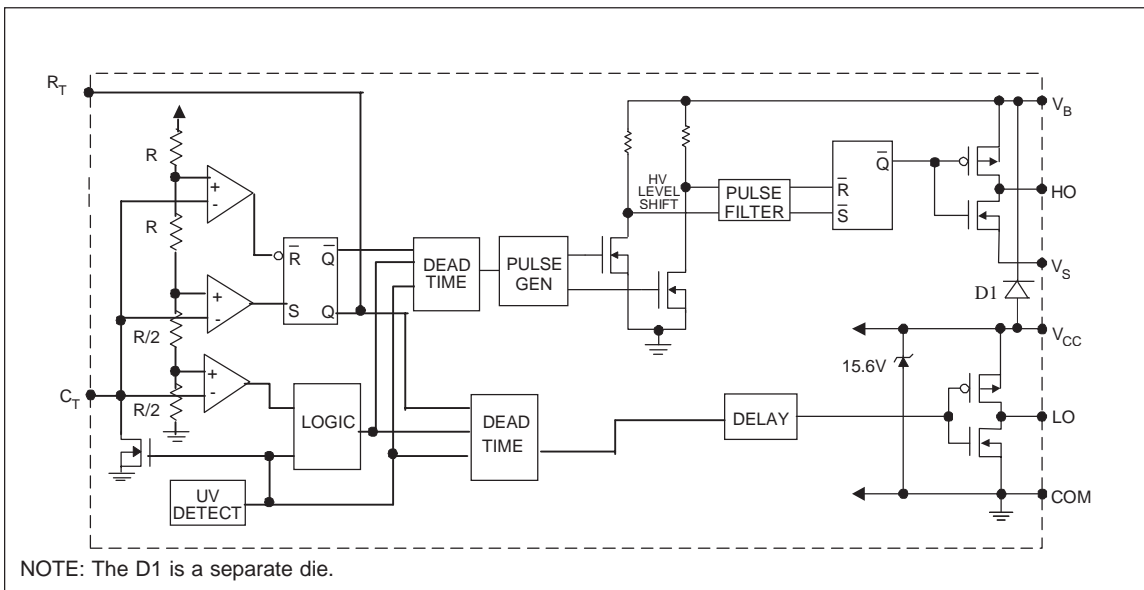 R_T
V_B
R
+
-
HV
LEVEL
SHIFT
PULSE
FILTER
R̅
S̅
Q̅
HO
R
R̅
Q̅
S
Q
DEAD
TIME
PULSE
GEN
V_S
D1
+
-
R/2
V_CC
15.6V
+
-
C_T
R/2
LOGIC
DEAD
TIME
DELAY
LO
UV
DETECT
COM
NOTE: The D1 is a separate die.